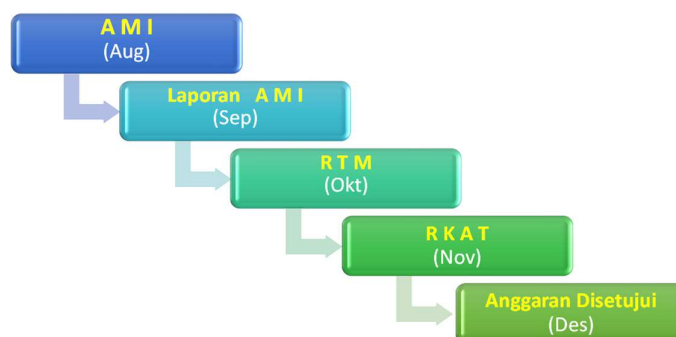 A M I
(Aug)
Laporan A M I
(Sep)
R T M
(Okt)
R K A T
(Nov)
Anggaran Disetujui
(Des)